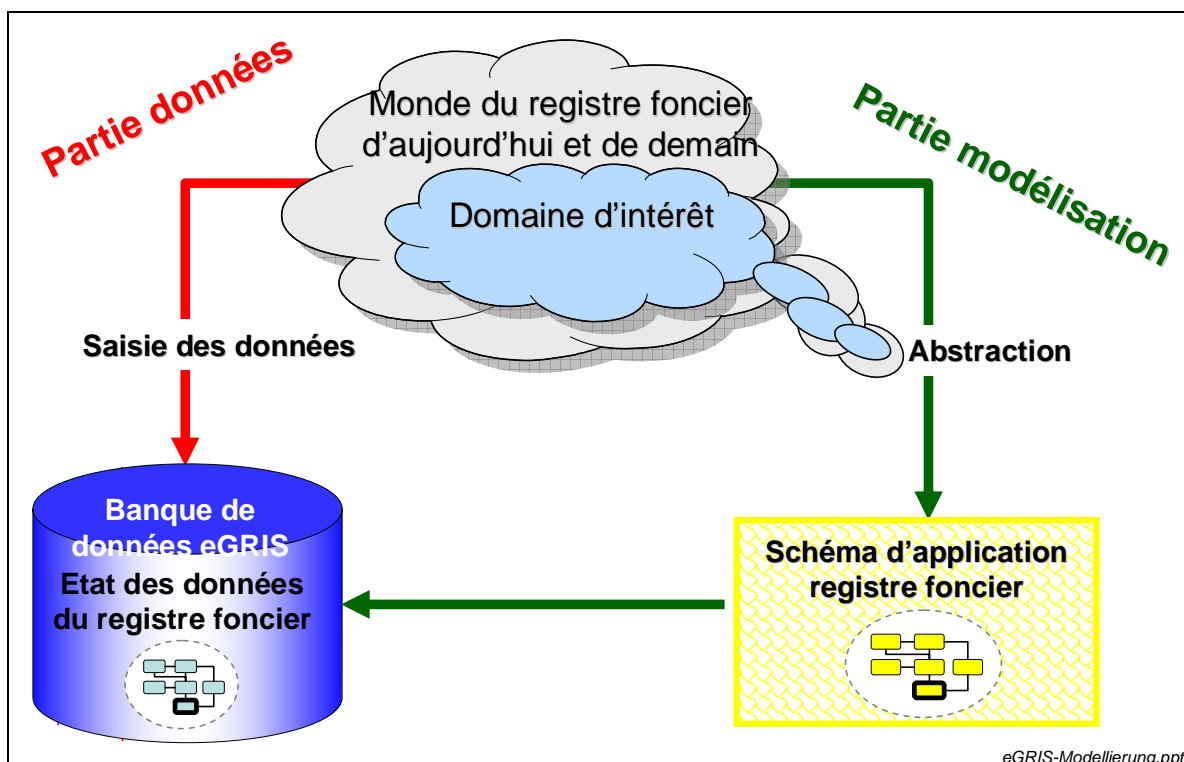 Partie données
Monde du registre foncier
d'aujourd'hui et de demain
Partie modélisation
Domaine d'intérêt
Saisie des données
Abstraction
Banque de
données eGRIS
Etat des données
du registre foncier
Schéma d'application
registre foncier
eGRIS-Modellierung.ppt